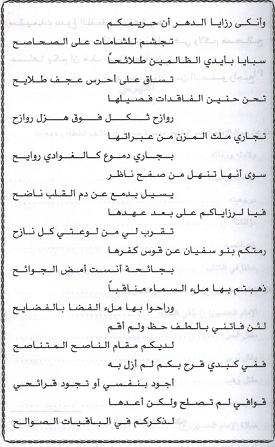 وأنكى رزايا الدهر أن حريمكم
تجشم للشامات على الصحاصح
سبايا بأيدي الظالمين طلائحاً
تساق على أحرس عجف طلايح
تحن حنين الفاقدات فصيلها
روازح ثكل فوق هزل روازح
تجاري ملث المزن من عبراتها
بجاري دموع كالغوادي روايح
سوى أنها تنهل من صفح ناظر
يسيل بدمع عن دم القلب ناضح
فيا لرزاياكم على بعد عهدها
تقرب لي من لوعتي كل نازح
رمتكم بنو سفيان عن قوس كفرها
بجائحة أنست أمض الجوائح
ذهبتم بها ملء السماء مناقباً
وراحوا بها ملء الفضا بالفضايح
لئن فاتني بالطف حظ ولم أقم
لديكم مقام الناصح المتناصح
ففي كبدي قرح بكم لم أزل به
أجود بنفسي أو تجود قرائحي
قوافي لم تصلح ولكن أعدها
لذكركم في الباقيات الصوالح